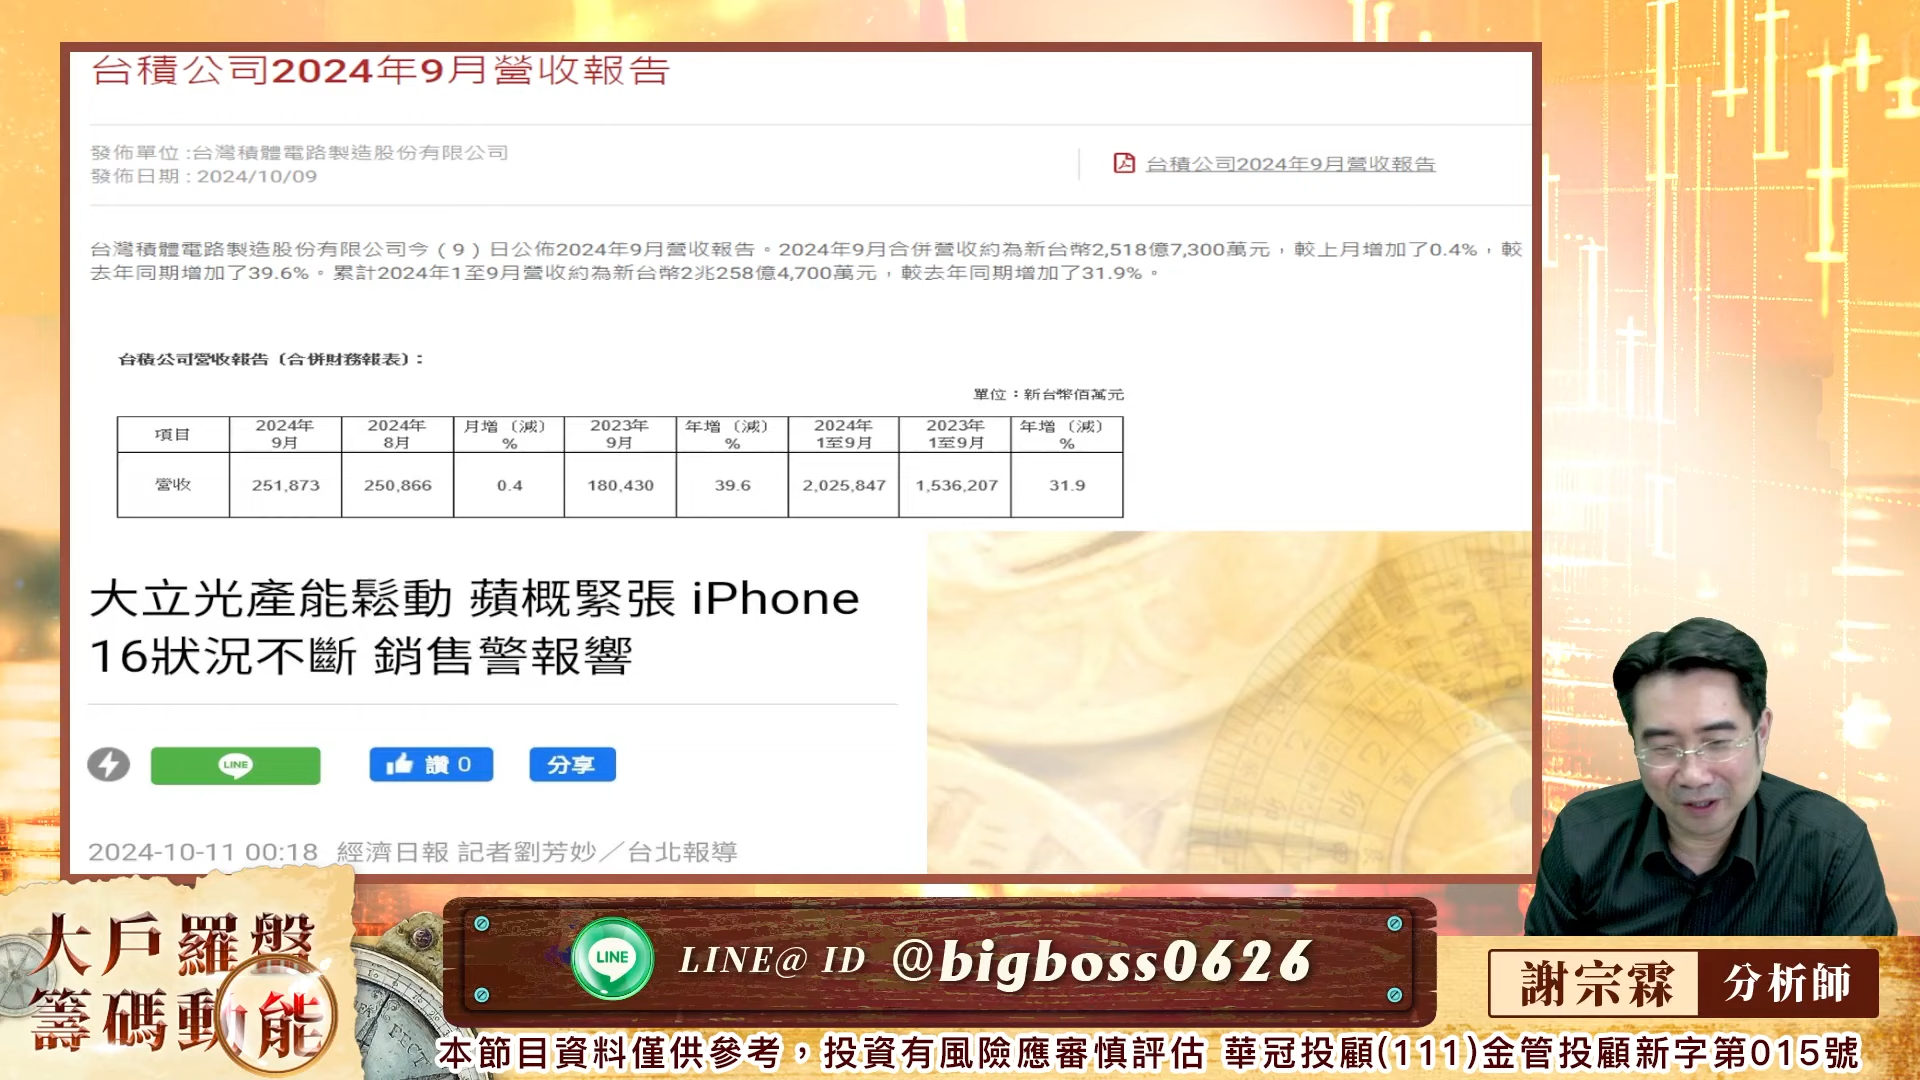 台積公司2024年9月營收報告
發佈單位 :台灣積體電路製造股份有限公司
發佈日期 : 2024/10/09
台積公司2024年9月營收報告
台灣積體電路製造股份有限公司今（9）日公佈2024年9月營收報告。2024年9月合併營收約為新台幣2,518億7,300萬元，較上月增加了0.4%，較
去年同期增加了39.6%。累計2024年1至9月營收約為新台幣2兆258億4,700萬元，較去年同期增加了31.9%。
台積公司營收報告（合併財務報表）：
單位：新台幣佰萬元
項目 2024年9月 2024年8月 月增（減）% 2023年9月 年增（減）% 2024年1至9月 2023年1至9月 年增（減）%
營收 251,873 250,866 0.4 180,430 39.6 2,025,847 1,536,207 31.9
大立光產能鬆動 蘋概緊張 iPhone
16狀況不斷 銷售警報響
LINE 讚 0 分享
2024-10-11 00:18 經濟日報 記者劉芳妙／台北報導
大戶羅盤
籌碼動能
LINE LINE@ ID @bigboss0626
謝宗霖 分析師
本節目資料僅供參考，投資有風險應審慎評估 華冠投顧(111)金管投顧新字第015號